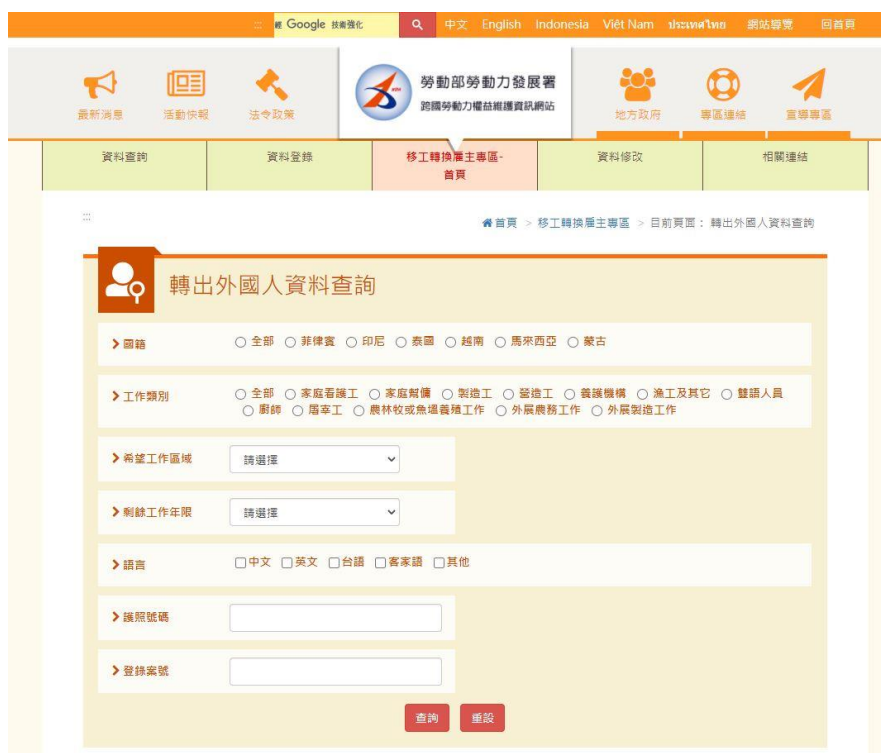 ::: 經 Google 技術強化 中文 English Indonesia Việt Nam ประเทศไทย 網站導覽 回首頁
最新消息 活動快報 法令政策
勞動部勞動力發展署
跨國勞動力權益維護資訊網站
地方政府 專區連結 宣導專區
資料查詢 資料登錄 移工轉換雇主專區-首頁 資料修改 相關連結
::: 首頁 > 移工轉換雇主專區 > 目前頁面： 轉出外國人資料查詢
轉出外國人資料查詢
國籍 全部 菲律賓 印尼 泰國 越南 馬來西亞 蒙古
工作類別 全部 家庭看護工 家庭幫傭 製造工 營造工 養護機構 漁工及其它 雙語人員
廚師 屠宰工 農林牧或魚塭養殖工作 外展農務工作 外展製造工作
希望工作區域 請選擇
剩餘工作年限 請選擇
語言 中文 英文 台語 客家語 其他
護照號碼
登錄案號
查詢 重設